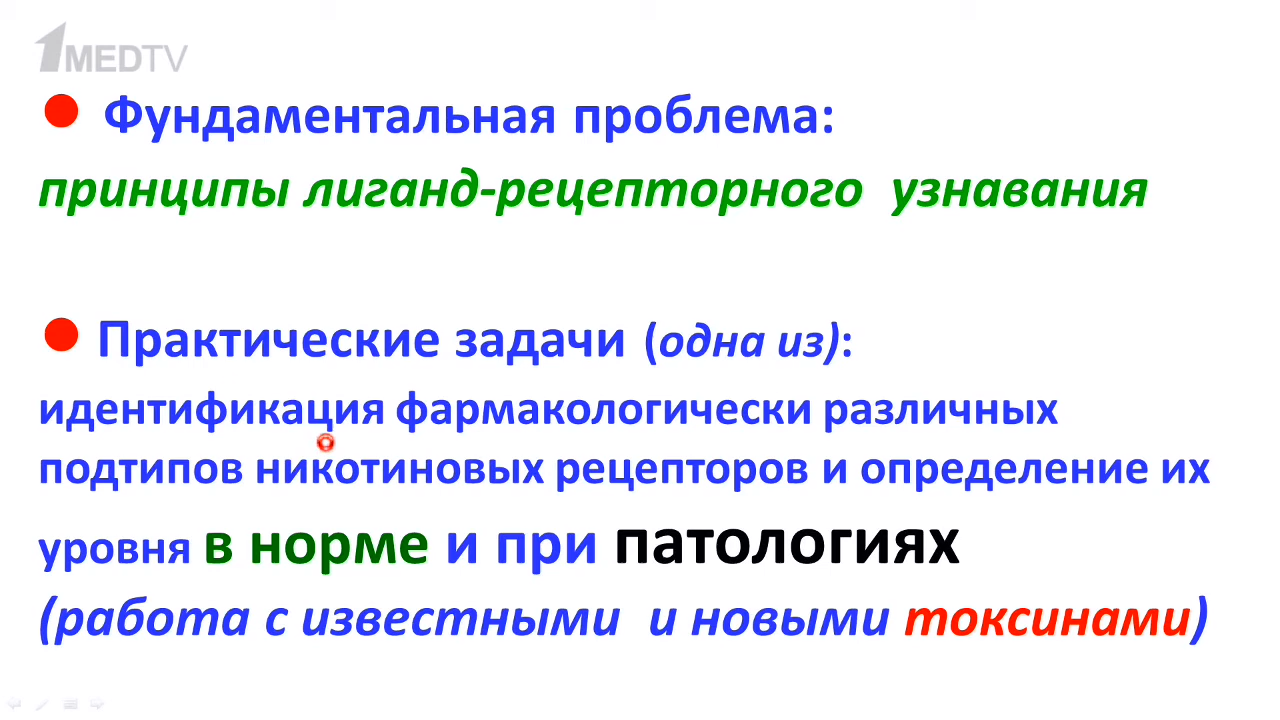 1MEDTV
Фундаментальная проблема:
принципы лиганд-рецепторного узнавания
Практические задачи (одна из):
идентификация фармакологически различных
подтипов никотиновых рецепторов и определение их
уровня в норме и при патологиях
(работа с известными и новыми токсинами)